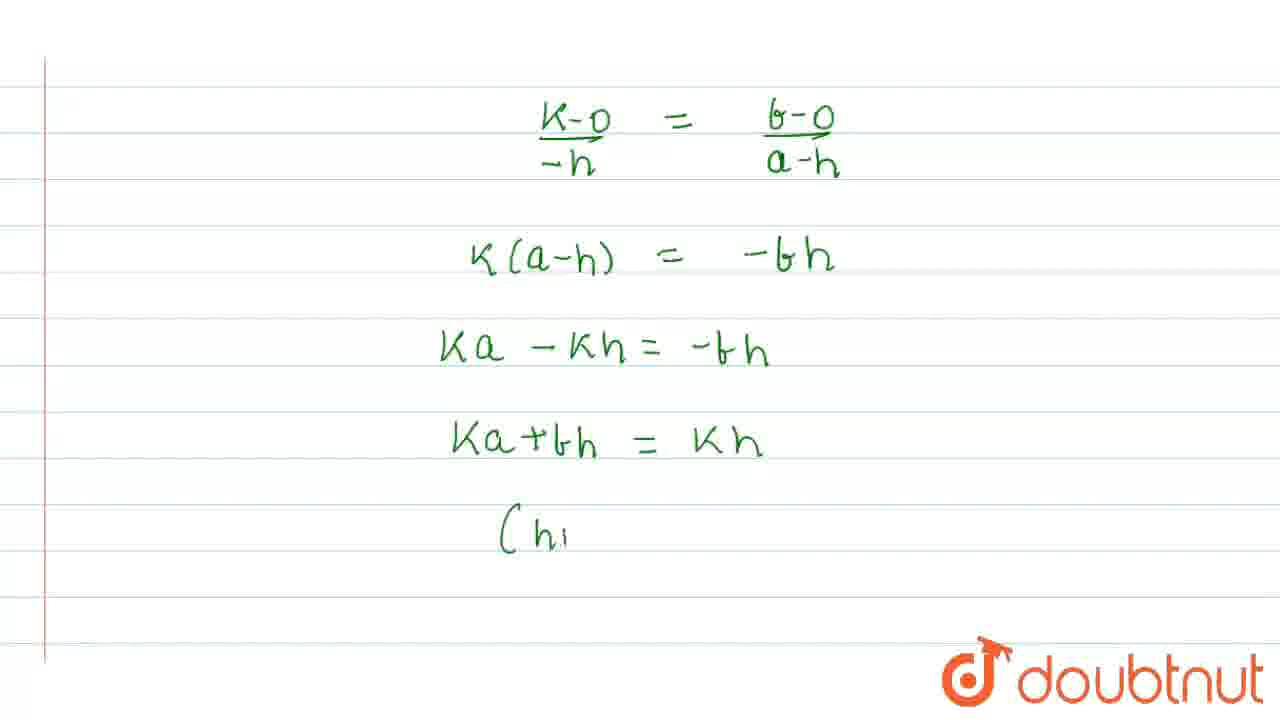 K-0 = b-0
-h a-h
K(a-h) = -bh
Ka - Kh = -bh
Ka+bh = Kh
(h,
doubtnut